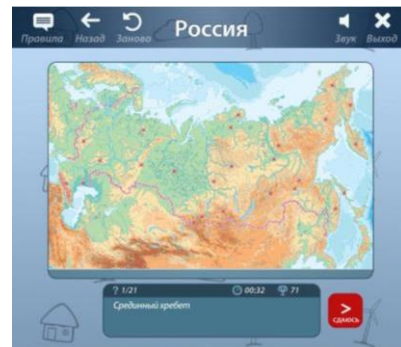 Правила Назад Заново Россия Звук Выход
? 1/21 00:32 71
Срединный хребет
>
СДАЮСЬ